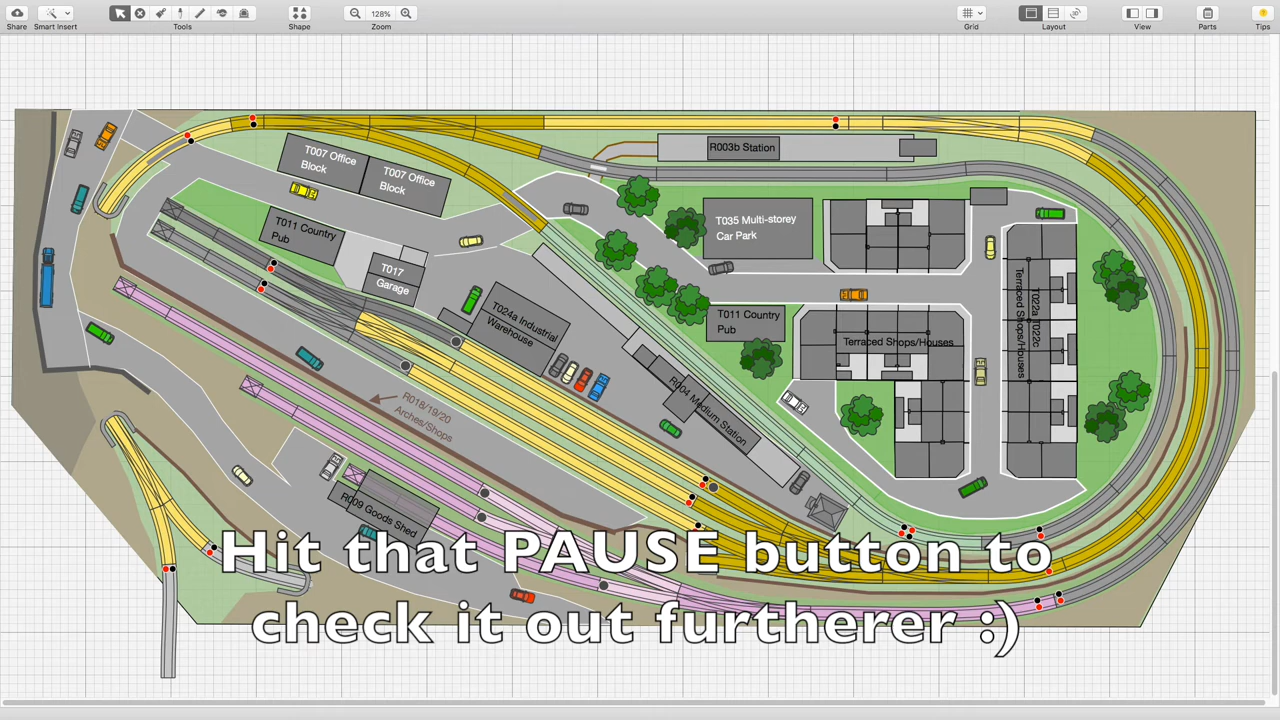 Share
Smart Insert
Tools
Shape
128%
Zoom
Grid
Layout
View
Parts
Tips
T007 Office
Block
T007 Office
Block
R003b Station
T011 Country
Pub
T017
Garage
T035 Multi-storey
Car Park
T024a Industrial
Warehouse
T011 Country
Pub
Terraced Shops/Houses
T022a T022c
Terraced Shops/Houses
R004 Medium Station
R018/19/20
Arches/Shops
R009 Goods Shed
Hit that PAUSE button to
check it out furtherer :)